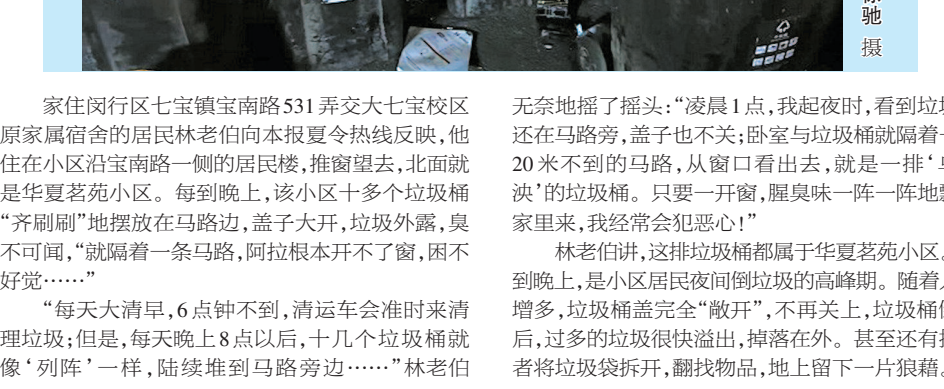 驰 摄
家住闵行区七宝镇宝南路531弄交大七宝校区
原家属宿舍的居民林老伯向本报夏令热线反映,他
住在小区沿宝南路一侧的居民楼,推窗望去,北面就
是华夏茗苑小区。每到晚上,该小区十多个垃圾桶
“齐刷刷”地摆放在马路边,盖子大开,垃圾外露,臭
不可闻,“就隔着一条马路,阿拉根本开不了窗,困不
好觉……”
“每天大清早,6点钟不到,清运车会准时来清
理垃圾;但是,每天晚上8点以后,十几个垃圾桶就
像‘列阵’一样,陆续堆到马路旁边……”林老伯
无奈地摇了摇头:“凌晨1点,我起夜时,看到垃圾
还在马路旁,盖子也不关;卧室与垃圾桶就隔着
20米不到的马路,从窗口看出去,就是一排‘
泱’的垃圾桶。只要一开窗,腥臭味一阵一阵地
家里来,我经常会犯恶心!”
林老伯讲,这排垃圾桶都属于华夏茗苑小区。
到晚上,是小区居民夜间倒垃圾的高峰期。随着
增多,垃圾桶盖完全“敞开”,不再关上,垃圾桶
后,过多的垃圾很快溢出,掉落在外。甚至还有
者将垃圾袋拆开,翻找物品,地上留下一片狼藉。